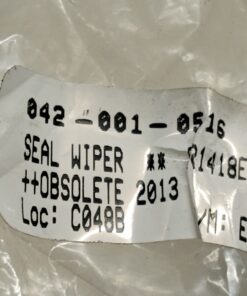 042-001-0516
SEAL WIPER ** R1418E
++OBSOLETE 2013
Loc: C048B /M: E